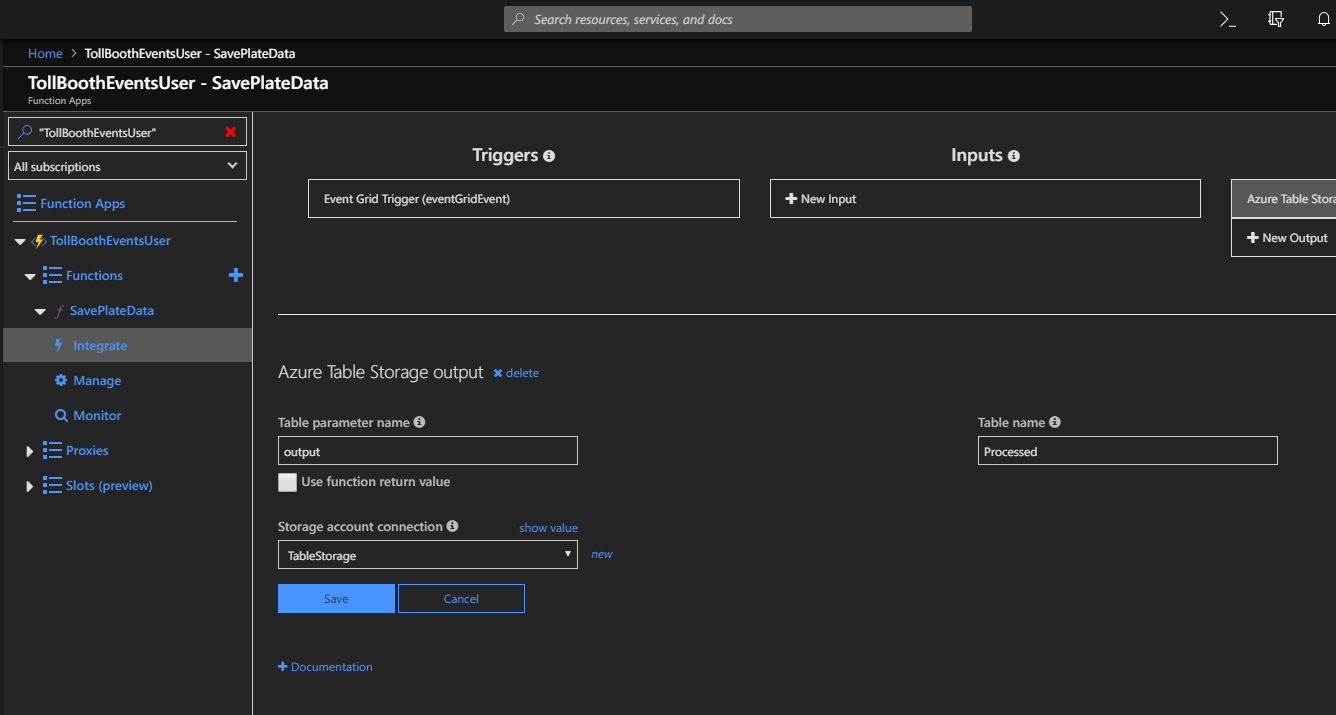 Search resources, services, and docs
Home > TollBoothEventsUser - SavePlateData
TollBoothEventsUser - SavePlateData
Function Apps
"TollBoothEventsUser"
All subscriptions
Function Apps
TollBoothEventsUser
Functions
SavePlateData
Integrate
Manage
Monitor
Proxies
Slots (preview)
Triggers
Event Grid Trigger (eventGridEvent)
Inputs
New Input
Azure Table Stora
New Output
Azure Table Storage output delete
Table parameter name
output
Use function return value
Table name
Processed
Storage account connection show value
TableStorage new
Save Cancel
Documentation